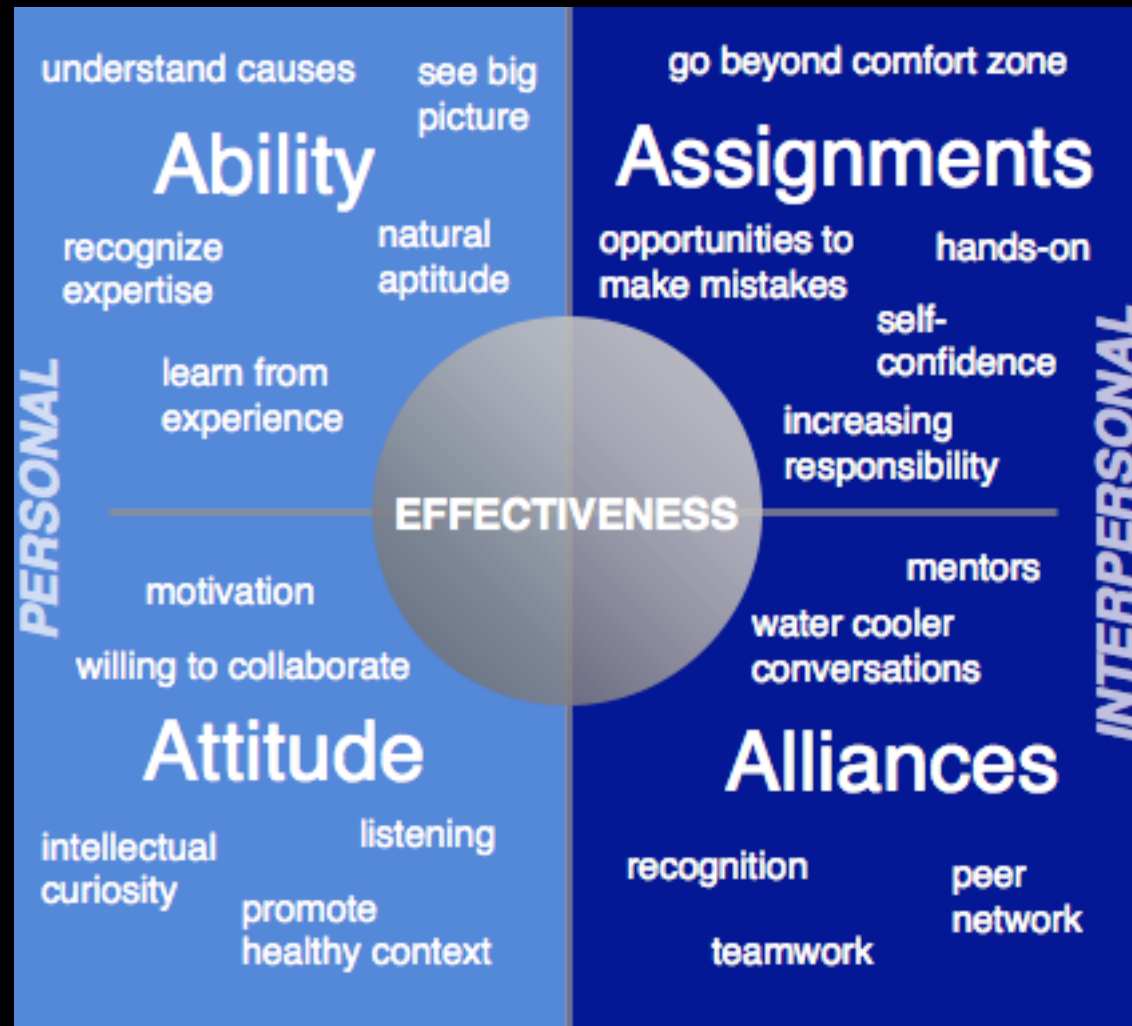 understand causes
see big
picture
Ability
recognize
expertise
natural
aptitude
learn from
experience
PERSONAL
go beyond comfort zone
Assignments
opportunities to
make mistakes
hands-on
self-
confidence
increasing
responsibility
INTERPERSONAL
EFFECTIVENESS
motivation
willing to collaborate
Attitude
intellectual
curiosity
listening
promote
healthy context
mentors
water cooler
conversations
Alliances
recognition
peer
network
teamwork